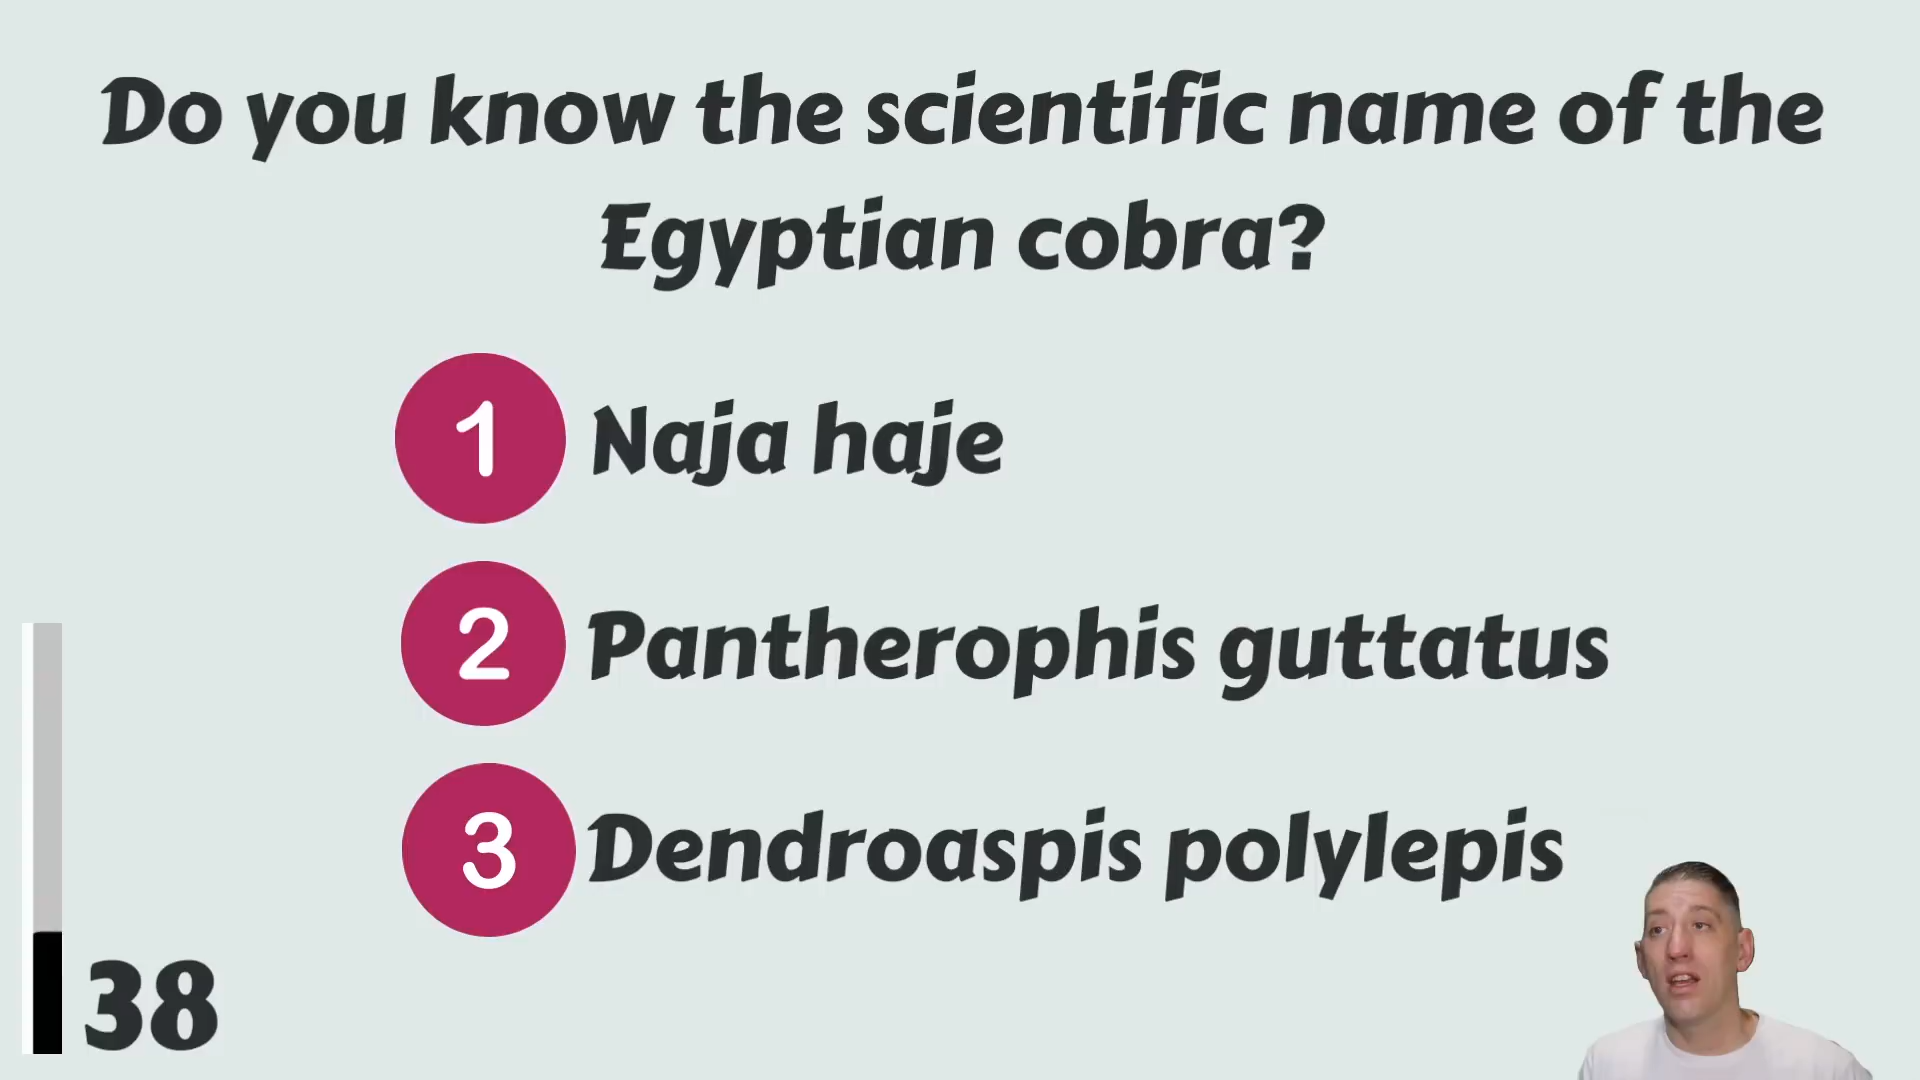 Do you know the scientific name of the
Egyptian cobra?
1 Naja haje
2 Pantherophis guttatus
3 Dendroaspis polylepis
38